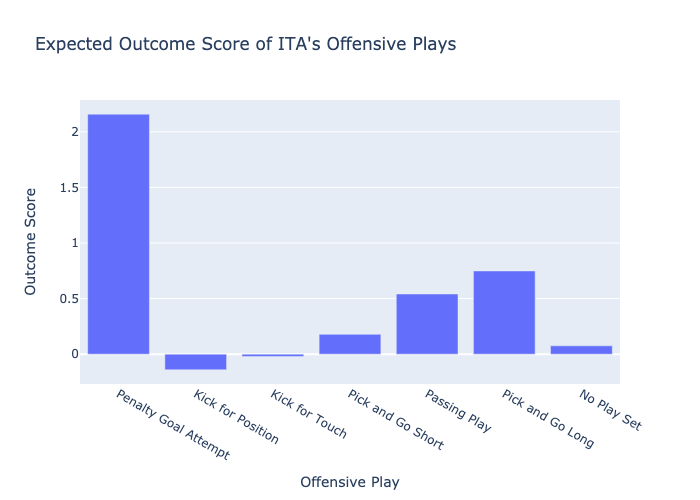 Expected Outcome Score of ITA's Offensive Plays
Outcome Score
2
1.5
1
0.5
0
Penalty Goal Attempt
Kick for Position
Kick for Touch
Pick and Go Short
Passing Play
Pick and Go Long
No Play Set
Offensive Play